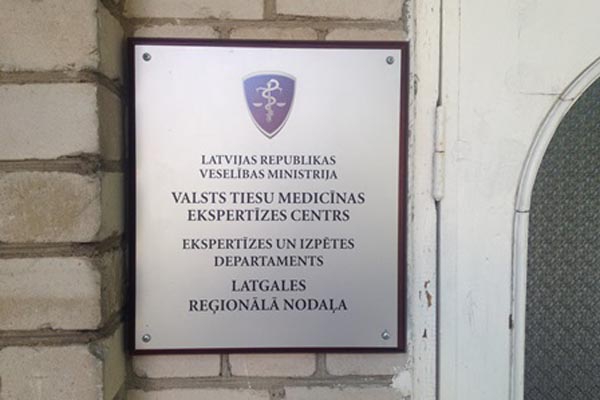 LATVIJAS REPUBLIKAS
VESELĪBAS MINISTRIJA
VALSTS TIESU MEDICĪNAS
EKSPERTĪZES CENTRS
EKSPERTĪZES UN IZPĒTES
DEPARTAMENTS
LATGALES
REĢIONĀLĀ NODAĻA